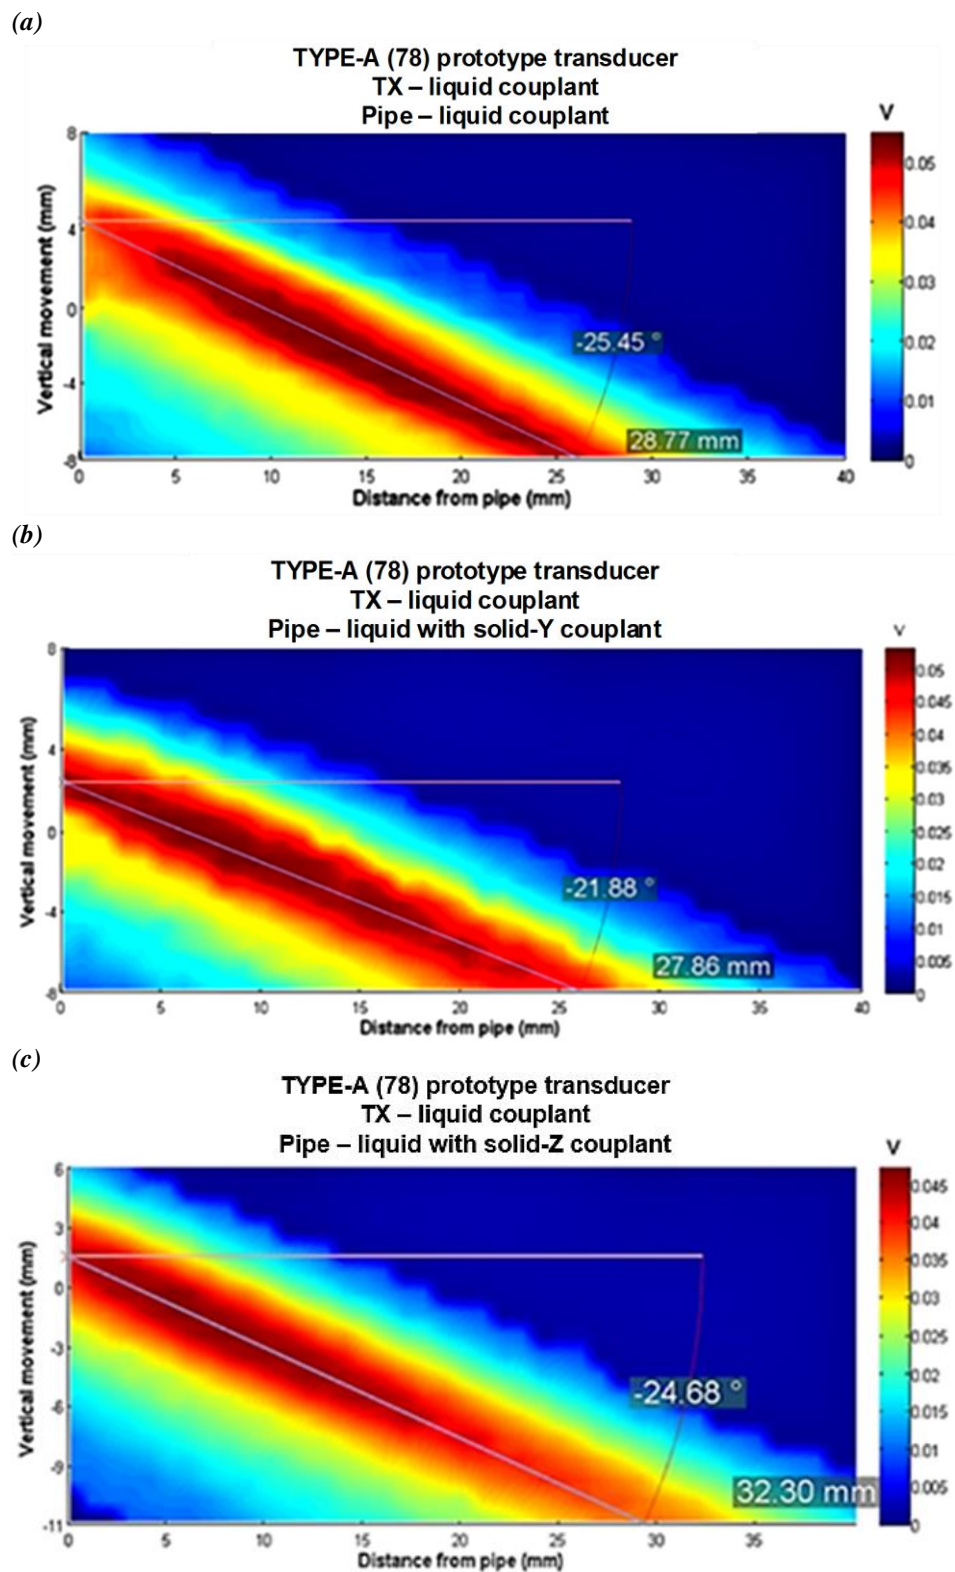 (a)
TYPE-A (78) prototype transducer
TX – liquid couplant
Pipe – liquid couplant
V
8
4
0
-4
-8
Vertical movement (mm)
0.05
0.04
0.03
0.02
0.01
0
-25.45 °
28.77 mm
0 5 10 15 20 25 30 35 40
Distance from pipe (mm)
(b)
TYPE-A (78) prototype transducer
TX – liquid couplant
Pipe – liquid with solid-Y couplant
V
8
4
0
-4
-8
Vertical movement (mm)
0.05
0.045
0.04
0.035
0.03
0.025
0.02
0.015
0.01
0.005
0
-21.88 °
27.86 mm
0 5 10 15 20 25 30 35 40
Distance from pipe (mm)
(c)
TYPE-A (78) prototype transducer
TX – liquid couplant
Pipe – liquid with solid-Z couplant
V
6
3
0
-3
-6
-9
-11
Vertical movement (mm)
0.045
0.04
0.035
0.03
0.025
0.02
0.015
0.01
0.005
0
-24.68 °
32.30 mm
0 5 10 15 20 25 30 35
Distance from pipe (mm)